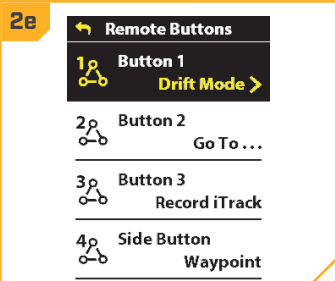 2e
Remote Buttons
1
Button 1
Drift Mode >
2
Button 2
Go To ...
3
Button 3
Record iTrack
4
Side Button
Waypoint